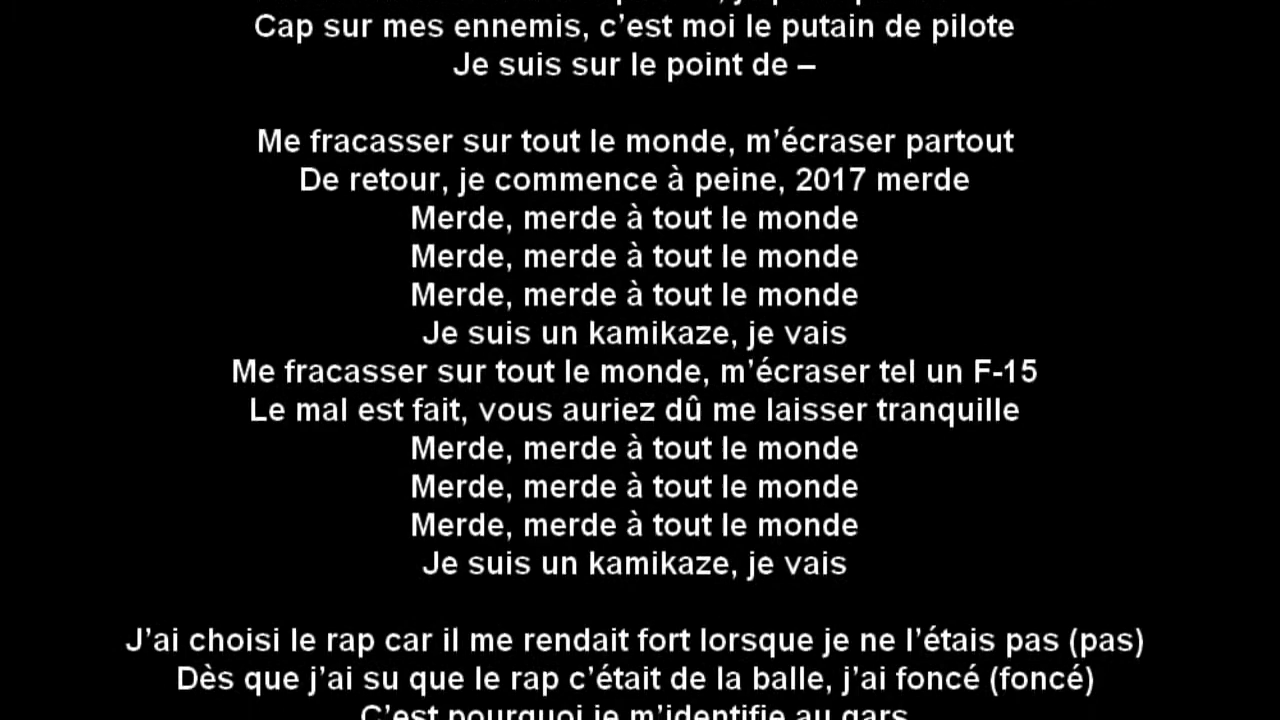 Cap sur mes ennemis, c’est moi le putain de pilote
Je suis sur le point de –
Me fracasser sur tout le monde, m’écraser partout
De retour, je commence à peine, 2017 merde
Merde, merde à tout le monde
Merde, merde à tout le monde
Merde, merde à tout le monde
Je suis un kamikaze, je vais
Me fracasser sur tout le monde, m’écraser tel un F-15
Le mal est fait, vous auriez dû me laisser tranquille
Merde, merde à tout le monde
Merde, merde à tout le monde
Merde, merde à tout le monde
Je suis un kamikaze, je vais
J’ai choisi le rap car il me rendait fort lorsque je ne l’étais pas (pas)
Dès que j’ai su que le rap c’était de la balle, j’ai foncé (foncé)
C’est pourquoi je m’identifie au gars